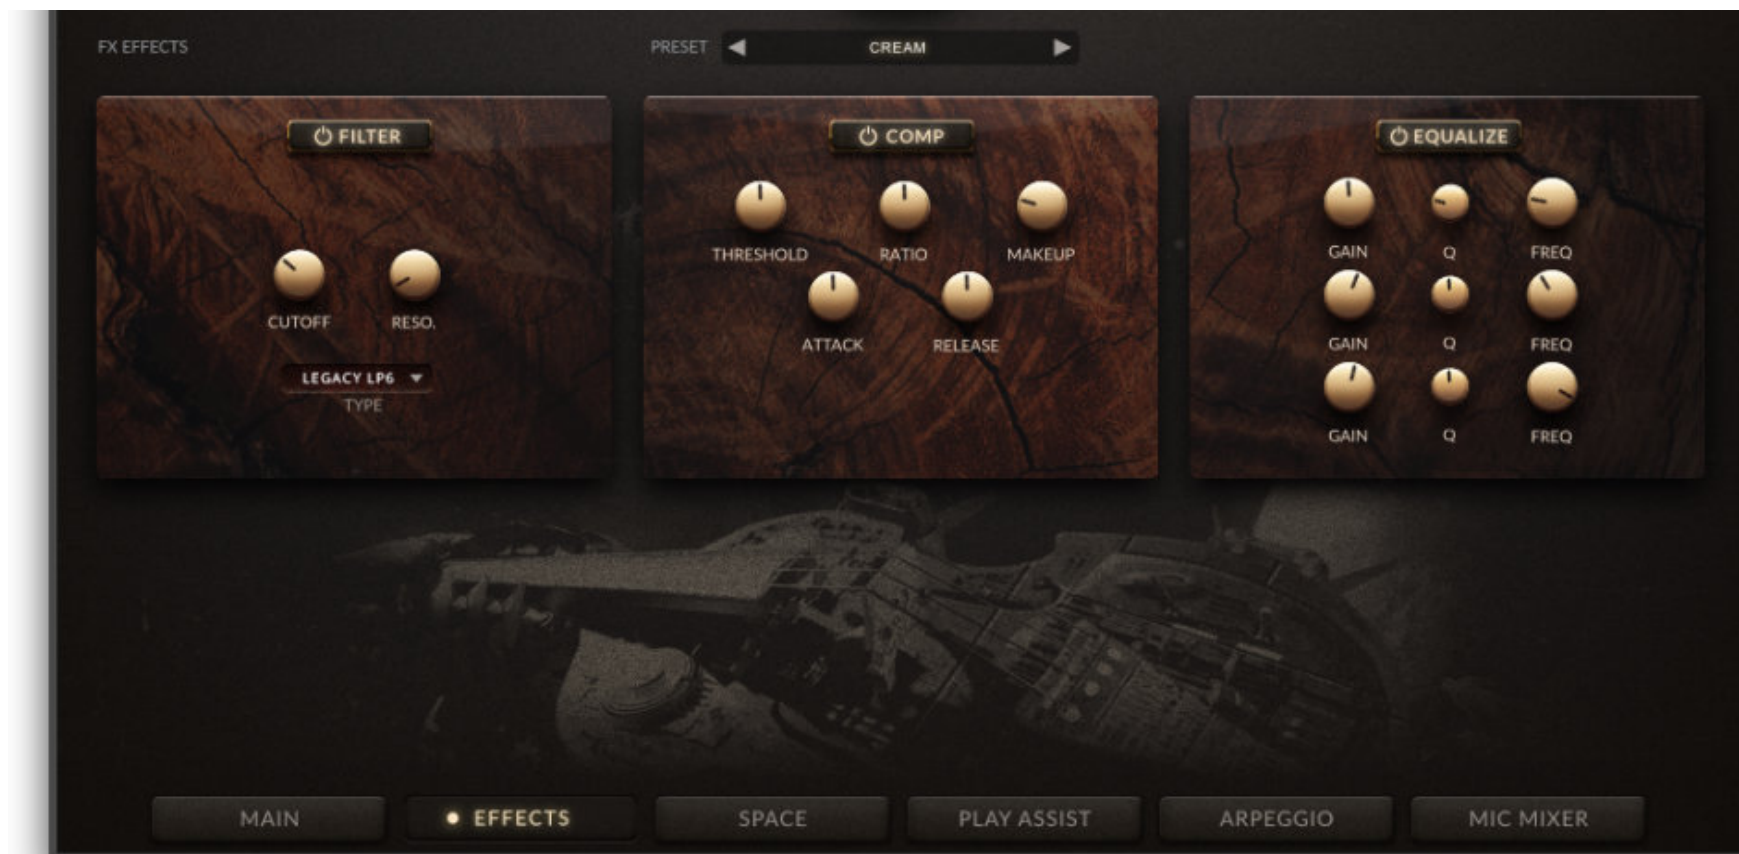 FX EFFECTS PRESET CREAM
FILTER
CUTOFF RESO.
LEGACY LP6
TYPE
COMP
THRESHOLD RATIO MAKEUP
ATTACK RELEASE
EQUALIZE
GAIN Q FREQ
GAIN Q FREQ
GAIN Q FREQ
MAIN EFFECTS SPACE PLAY ASSIST ARPEGGIO MIC MIXER